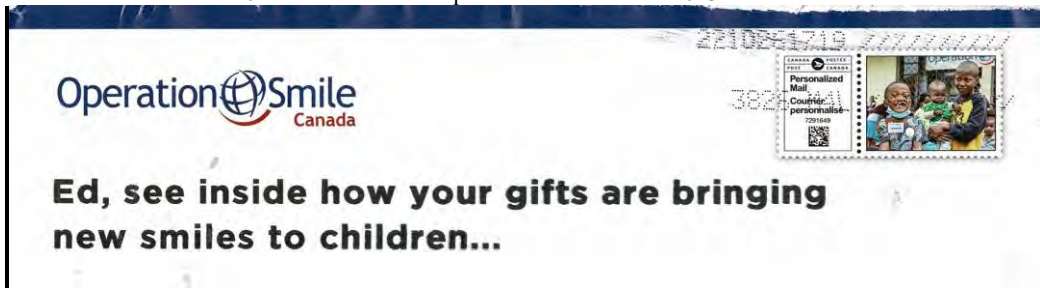 2210261719
Operation Smile
Canada
CANADA POSTES
POST CANADA
Personalized
Mail
Courrier
personnalisé
7291649
Ed, see inside how your gifts are bringing
new smiles to children...